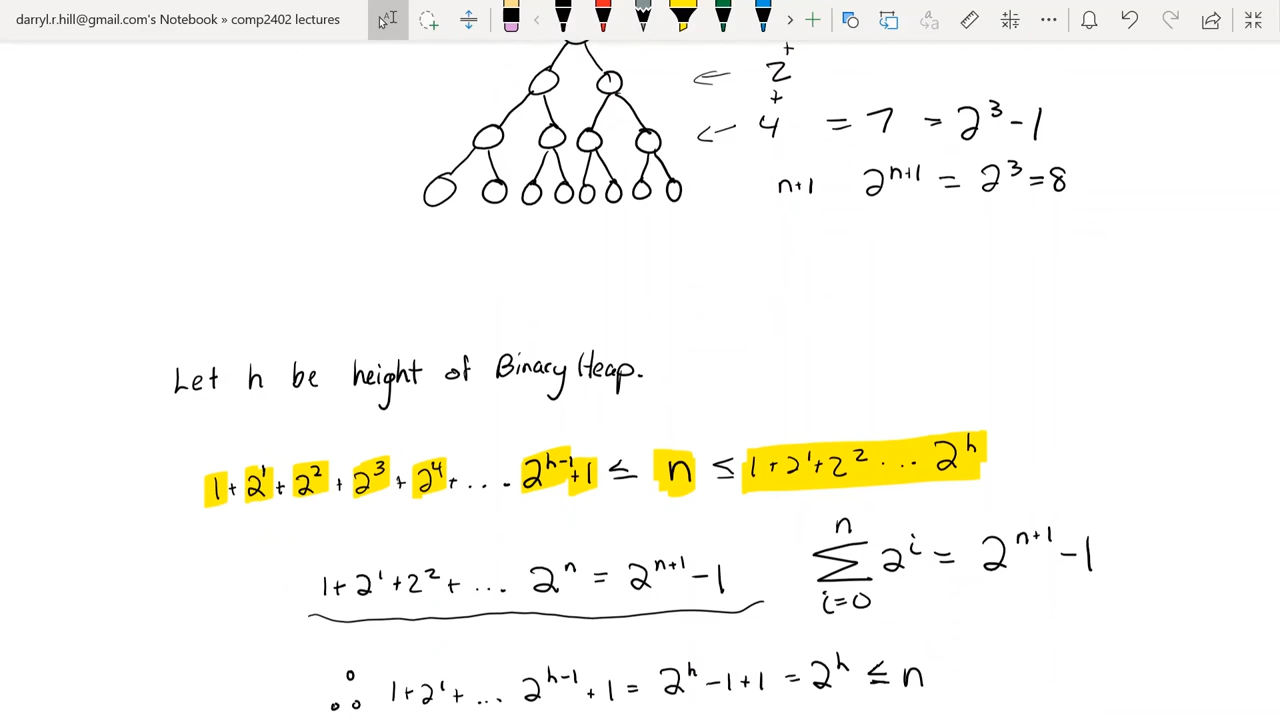 darryl.r.hill@gmail.com's Notebook » comp2402 lectures
+
← 2
+
← 4 = 7 = 2³ - 1
n+1 2ⁿ⁺¹ = 2³ = 8
Let h be height of Binary Heap.
1 + 2¹ + 2² + 2³ + 2⁴ + ... 2ʰ⁻¹ + 1 ≤ n ≤ 1 + 2¹ + 2² ... 2ʰ
1 + 2¹ + 2² + ... 2ⁿ = 2ⁿ⁺¹ - 1
n
∑ 2ⁱ = 2ⁿ⁺¹ - 1
i=0
∴ 1 + 2¹ + ... 2ʰ⁻¹ + 1 = 2ʰ - 1 + 1 = 2ʰ ≤ n